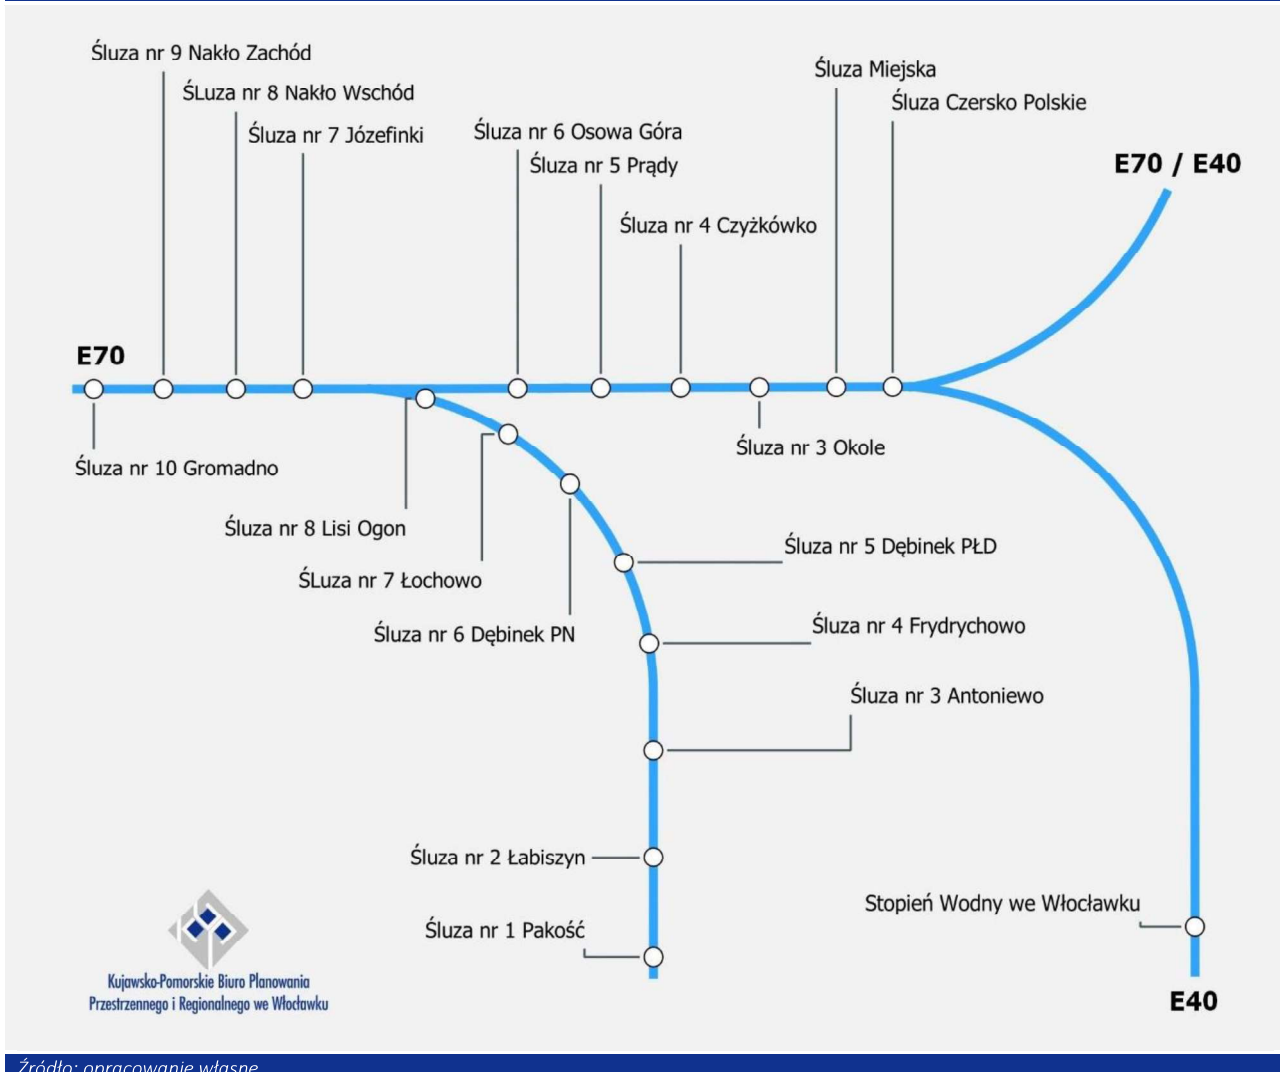 Śluza nr 9 Nakło Zachód
ŚLuza nr 8 Nakło Wschód
Śluza nr 7 Józefinki
Śluza nr 6 Osowa Góra
Śluza nr 5 Prądy
Śluza nr 4 Czyżkówko
Śluza Miejska
Śluza Czersko Polskie
E70 / E40
E70
Śluza nr 10 Gromadno
Śluza nr 3 Okole
Śluza nr 8 Lisi Ogon
ŚLuza nr 7 Łochowo
Śluza nr 6 Dębinek PN
Śluza nr 5 Dębinek PŁD
Śluza nr 4 Frydrychowo
Śluza nr 3 Antoniewo
Śluza nr 2 Łabiszyn
Śluza nr 1 Pakość
Stopień Wodny we Włocławku
E40
Kujawsko-Pomorskie Biuro Planowania
Przestrzennego i Regionalnego we Włocławku
Źródło: opracowanie własne